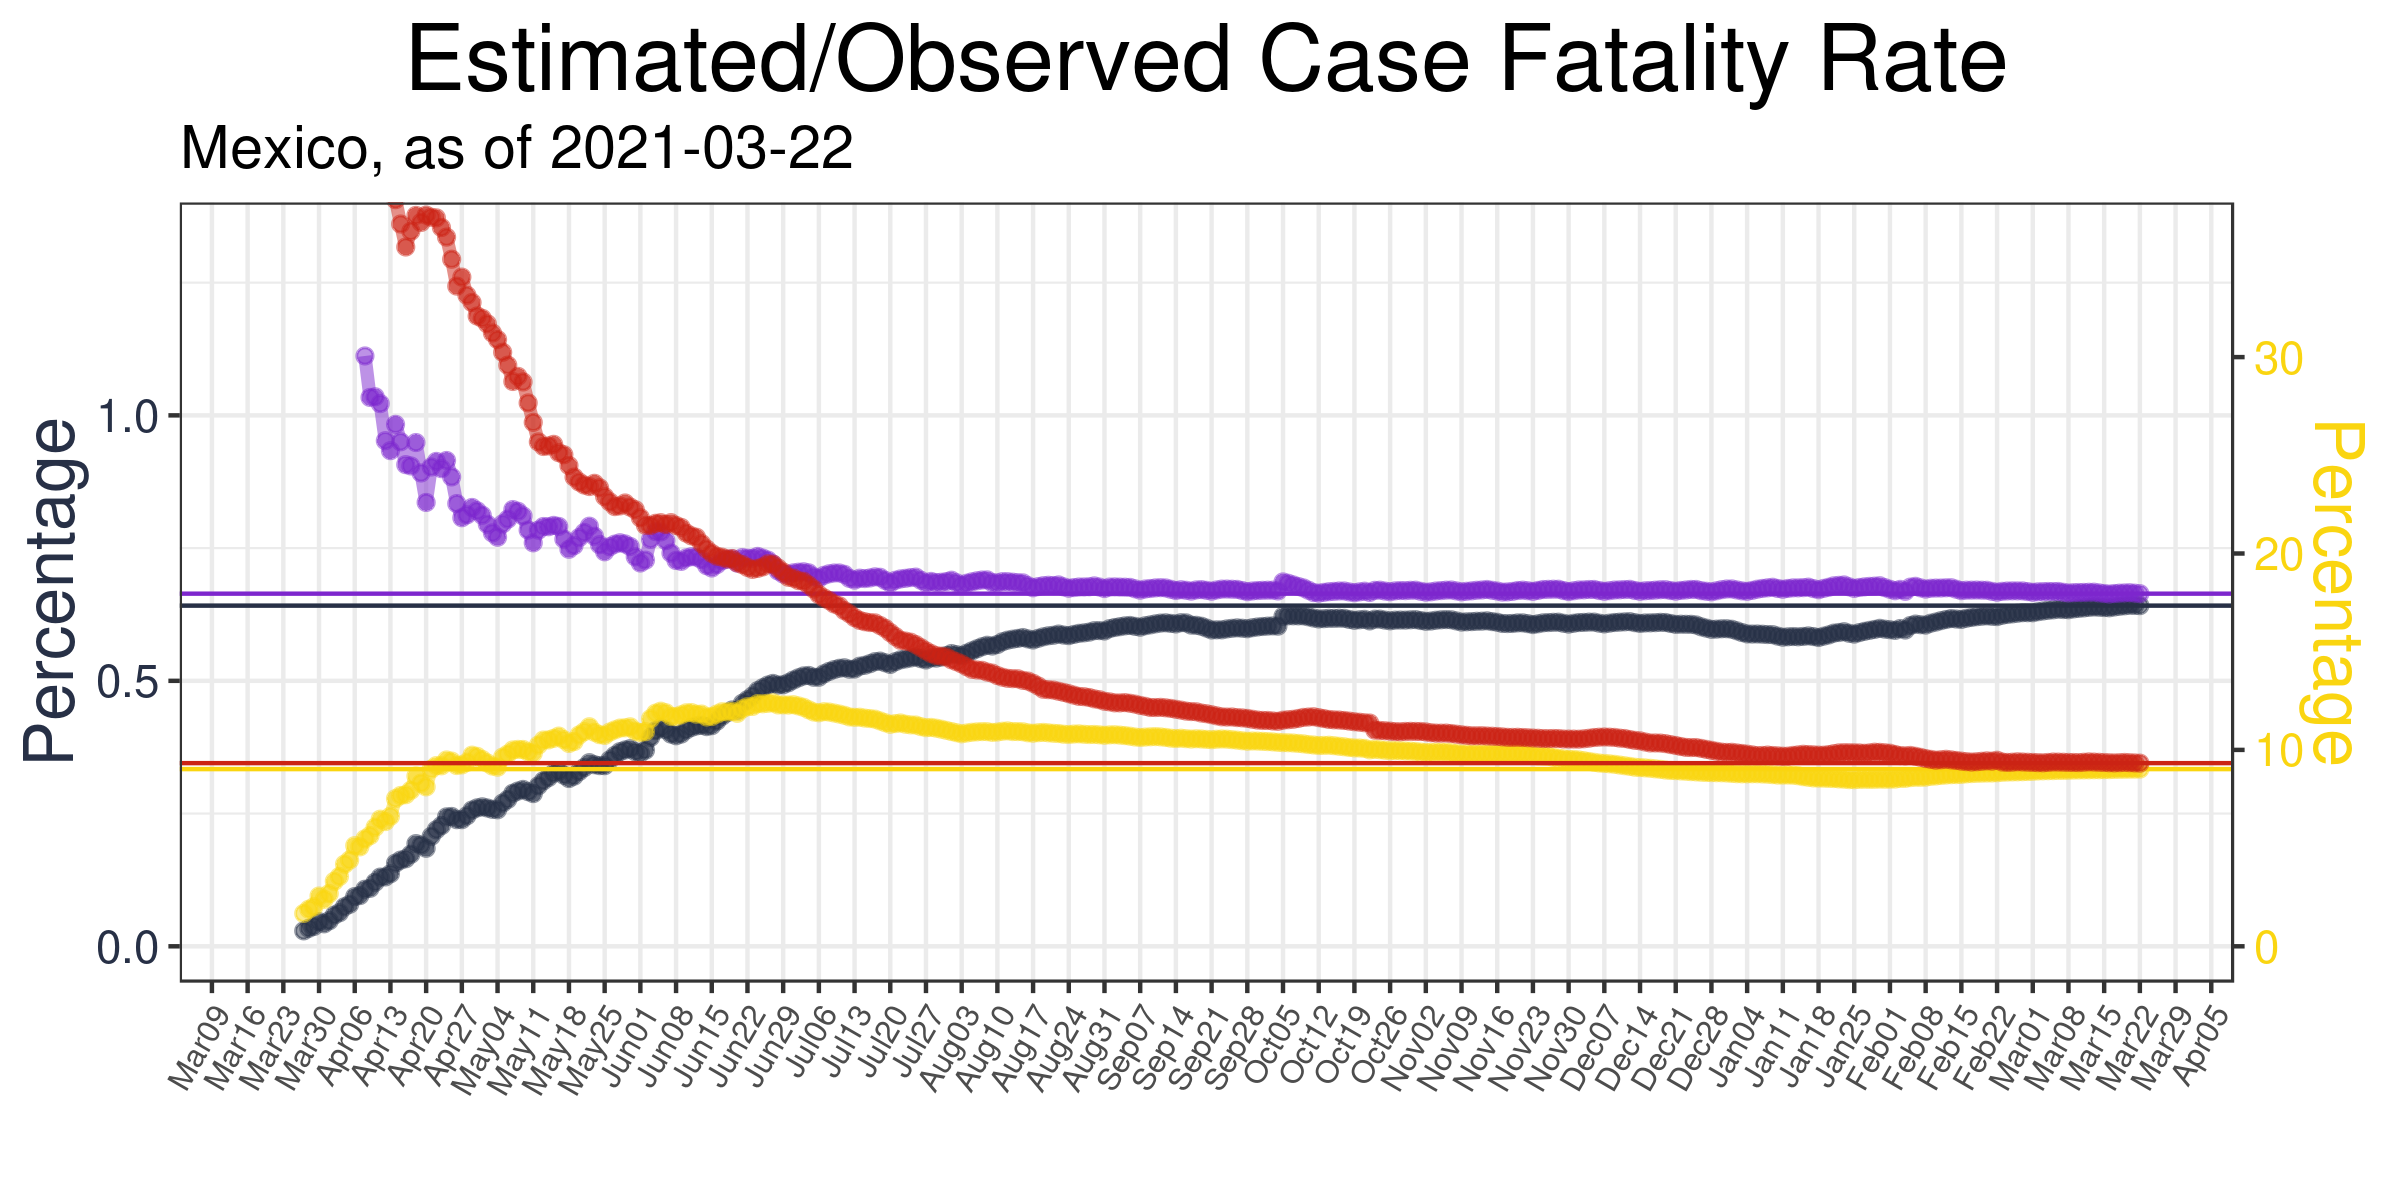 Estimated/Observed Case Fatality Rate
Mexico, as of 2021-03-22
Percentage
1.0
0.5
0.0
30
20
10
0
Percentage
Mar09
Mar16
Mar23
Mar30
Apr06
Apr13
Apr20
Apr27
May04
May11
May18
May25
Jun01
Jun08
Jun15
Jun22
Jun29
Jul06
Jul13
Jul20
Jul27
Aug03
Aug10
Aug17
Aug24
Aug31
Sep07
Sep14
Sep21
Sep28
Oct05
Oct12
Oct19
Oct26
Nov02
Nov09
Nov16
Nov23
Nov30
Dec07
Dec14
Dec21
Dec28
Jan04
Jan11
Jan18
Jan25
Feb01
Feb08
Feb15
Feb22
Mar01
Mar08
Mar15
Mar22
Mar29
Apr05